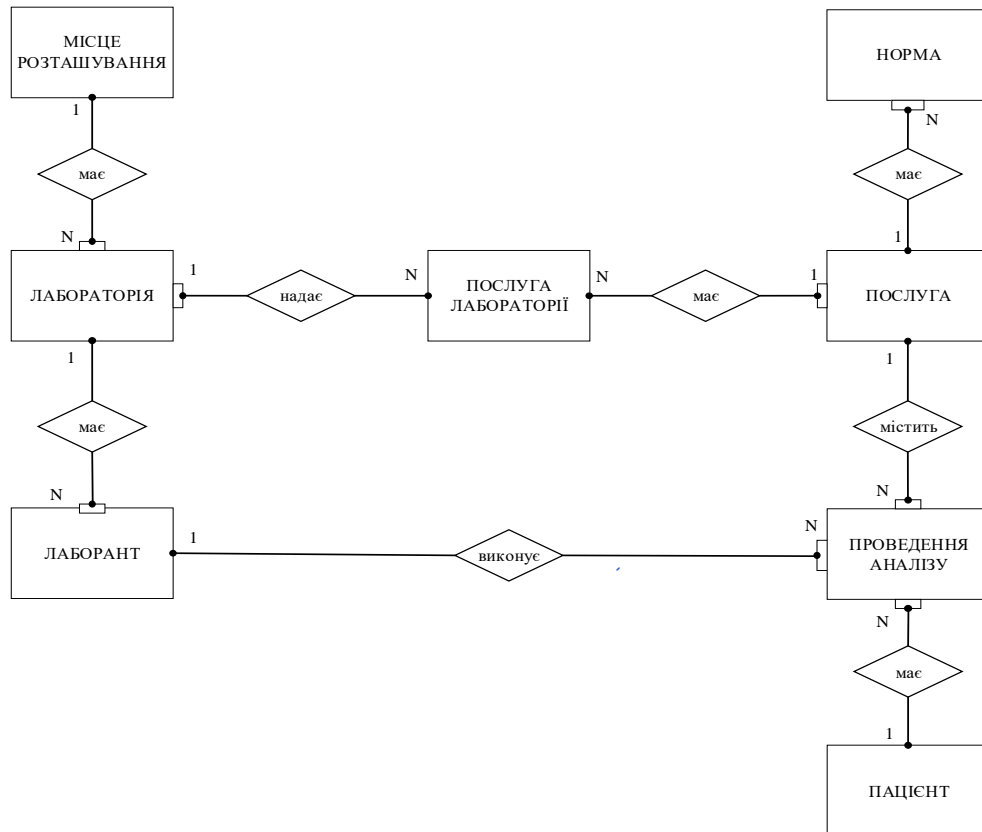 МІСЦЕ
РОЗТАШУВАННЯ
НОРМА
1
N
має
має
N
1
ЛАБОРАТОРІЯ
1
надає
N
ПОСЛУГА
ЛАБОРАТОРІЇ
N
має
1
ПОСЛУГА
1
1
має
містить
N
N
ЛАБОРАНТ
1
виконує
N
ПРОВЕДЕННЯ
АНАЛІЗУ
N
має
1
ПАЦІЄНТ